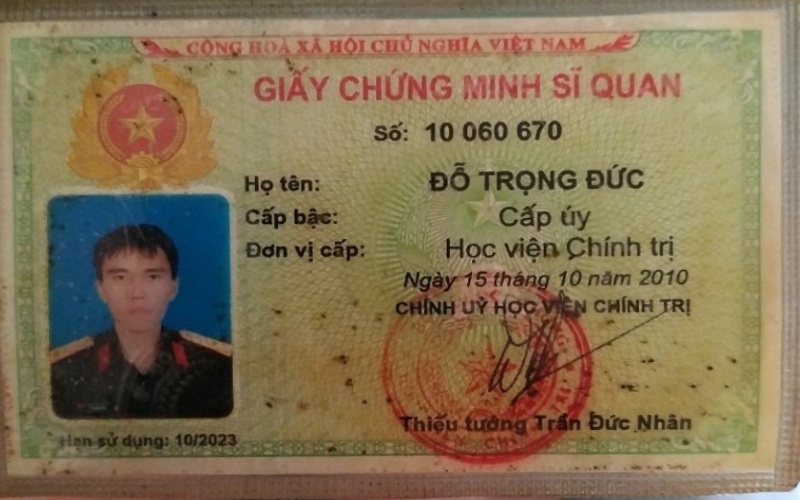 CỘNG HOÀ XÃ HỘI CHỦ NGHĨA VIỆT NAM
GIẤY CHỨNG MINH SĨ QUAN
Số: 10 060 670
Họ tên: ĐỖ TRỌNG ĐỨC
Cấp bậc: Cấp úy
Đơn vị cấp: Học viện Chính trị
Ngày 15 tháng 10 năm 2010
CHÍNH UỶ HỌC VIỆN CHÍNH TRỊ
Thiếu tướng Trần Đức Nhân
Hạn sử dụng: 10/2023